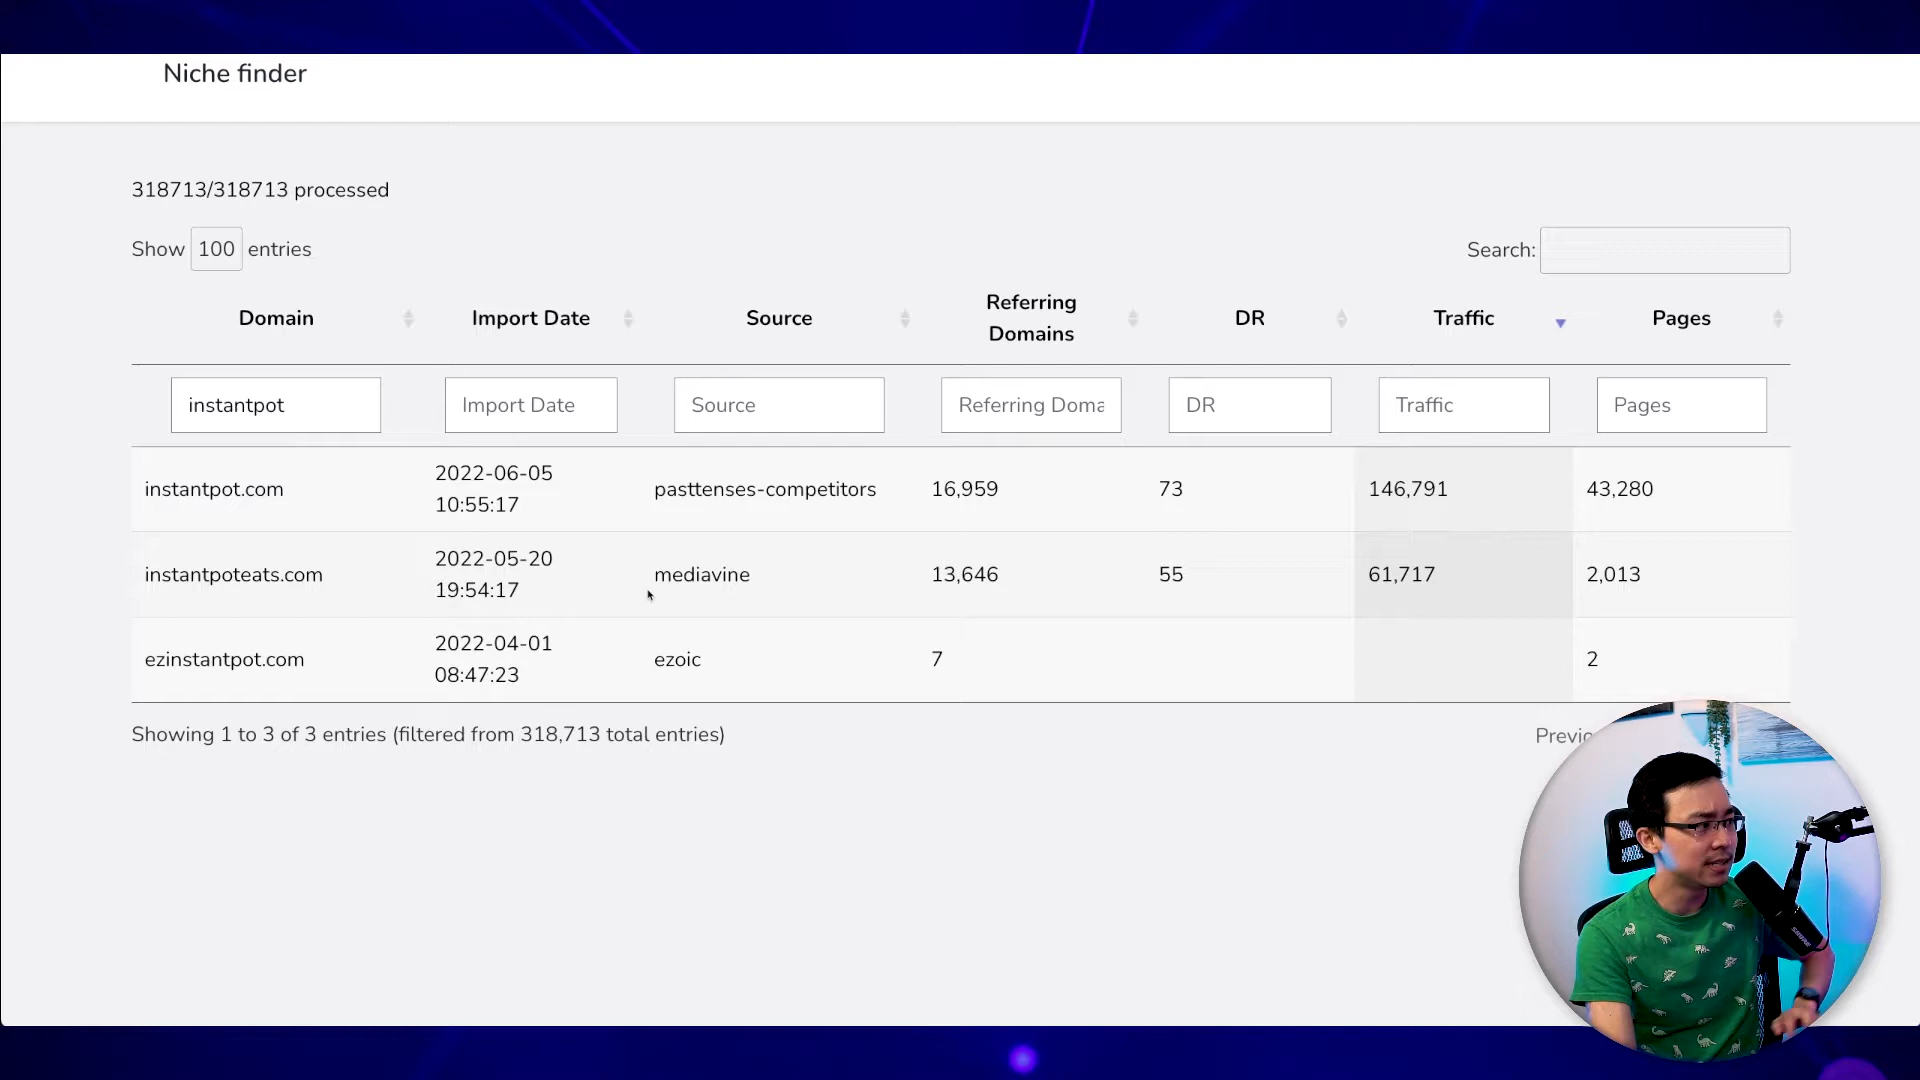 Niche finder
318713/318713 processed
Show 100 entries
Search:
Domain Import Date Source Referring Domains DR Traffic Pages
instantpot Import Date Source Referring Doma DR Traffic Pages
instantpot.com 2022-06-05 10:55:17 pasttenses-competitors 16,959 73 146,791 43,280
instantpoteats.com 2022-05-20 19:54:17 mediavine 13,646 55 61,717 2,013
ezinstantpot.com 2022-04-01 08:47:23 ezoic 7 2
Showing 1 to 3 of 3 entries (filtered from 318,713 total entries)
Previo
SHURE